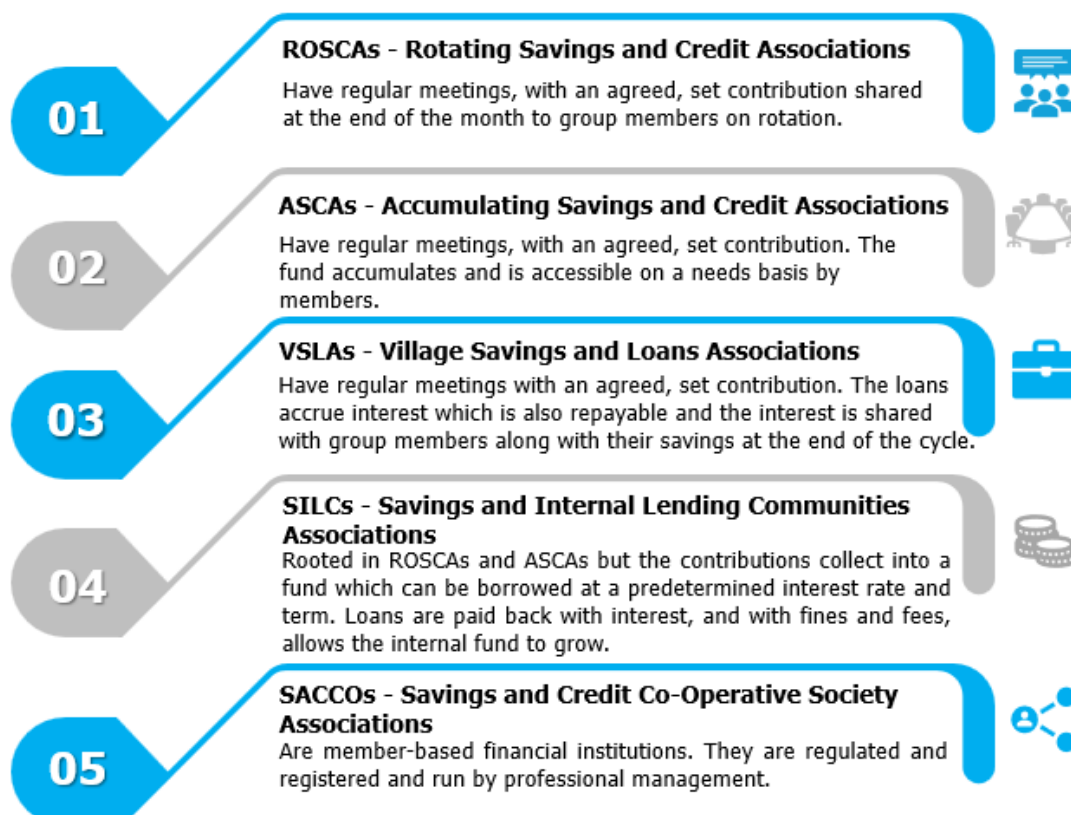 01
ROSCAs - Rotating Savings and Credit Associations
Have regular meetings, with an agreed, set contribution shared
at the end of the month to group members on rotation.
02
ASCAs - Accumulating Savings and Credit Associations
Have regular meetings, with an agreed, set contribution. The
fund accumulates and is accessible on a needs basis by
members.
03
VSLAs - Village Savings and Loans Associations
Have regular meetings with an agreed, set contribution. The loans
accrue interest which is also repayable and the interest is shared
with group members along with their savings at the end of the cycle.
04
SILCs - Savings and Internal Lending Communities
Associations
Rooted in ROSCAs and ASCAs but the contributions collect into a
fund which can be borrowed at a predetermined interest rate and
term. Loans are paid back with interest, and with fines and fees,
allows the internal fund to grow.
05
SACCOs - Savings and Credit Co-Operative Society
Associations
Are member-based financial institutions. They are regulated and
registered and run by professional management.